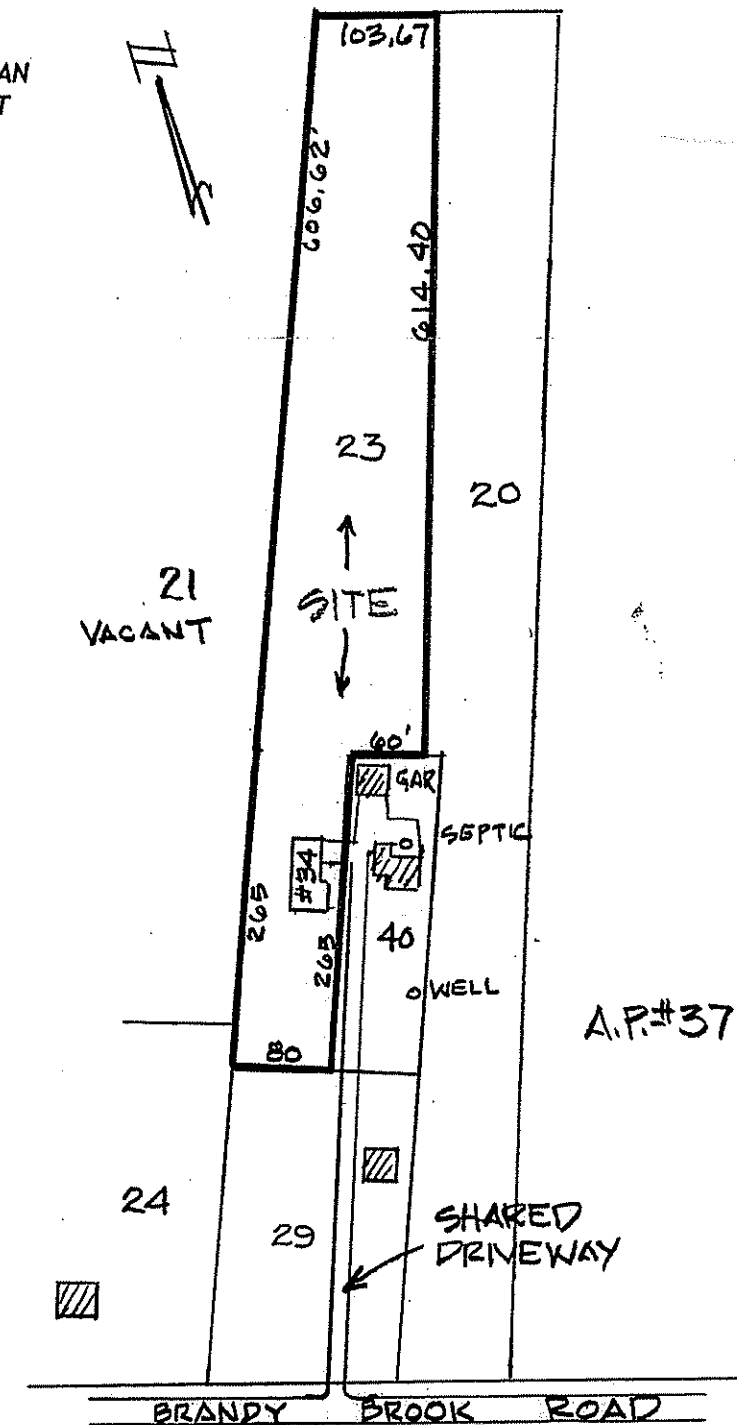 AN
T
N
103.67
606.62'
614.40
23
20
21
VACANT
SITE
60'
GAR
SEPTIC
#34
265
265
40
WELL
80
A.P.#37
24
29
SHARED
DRIVEWAY
BRANDY BROOK ROAD